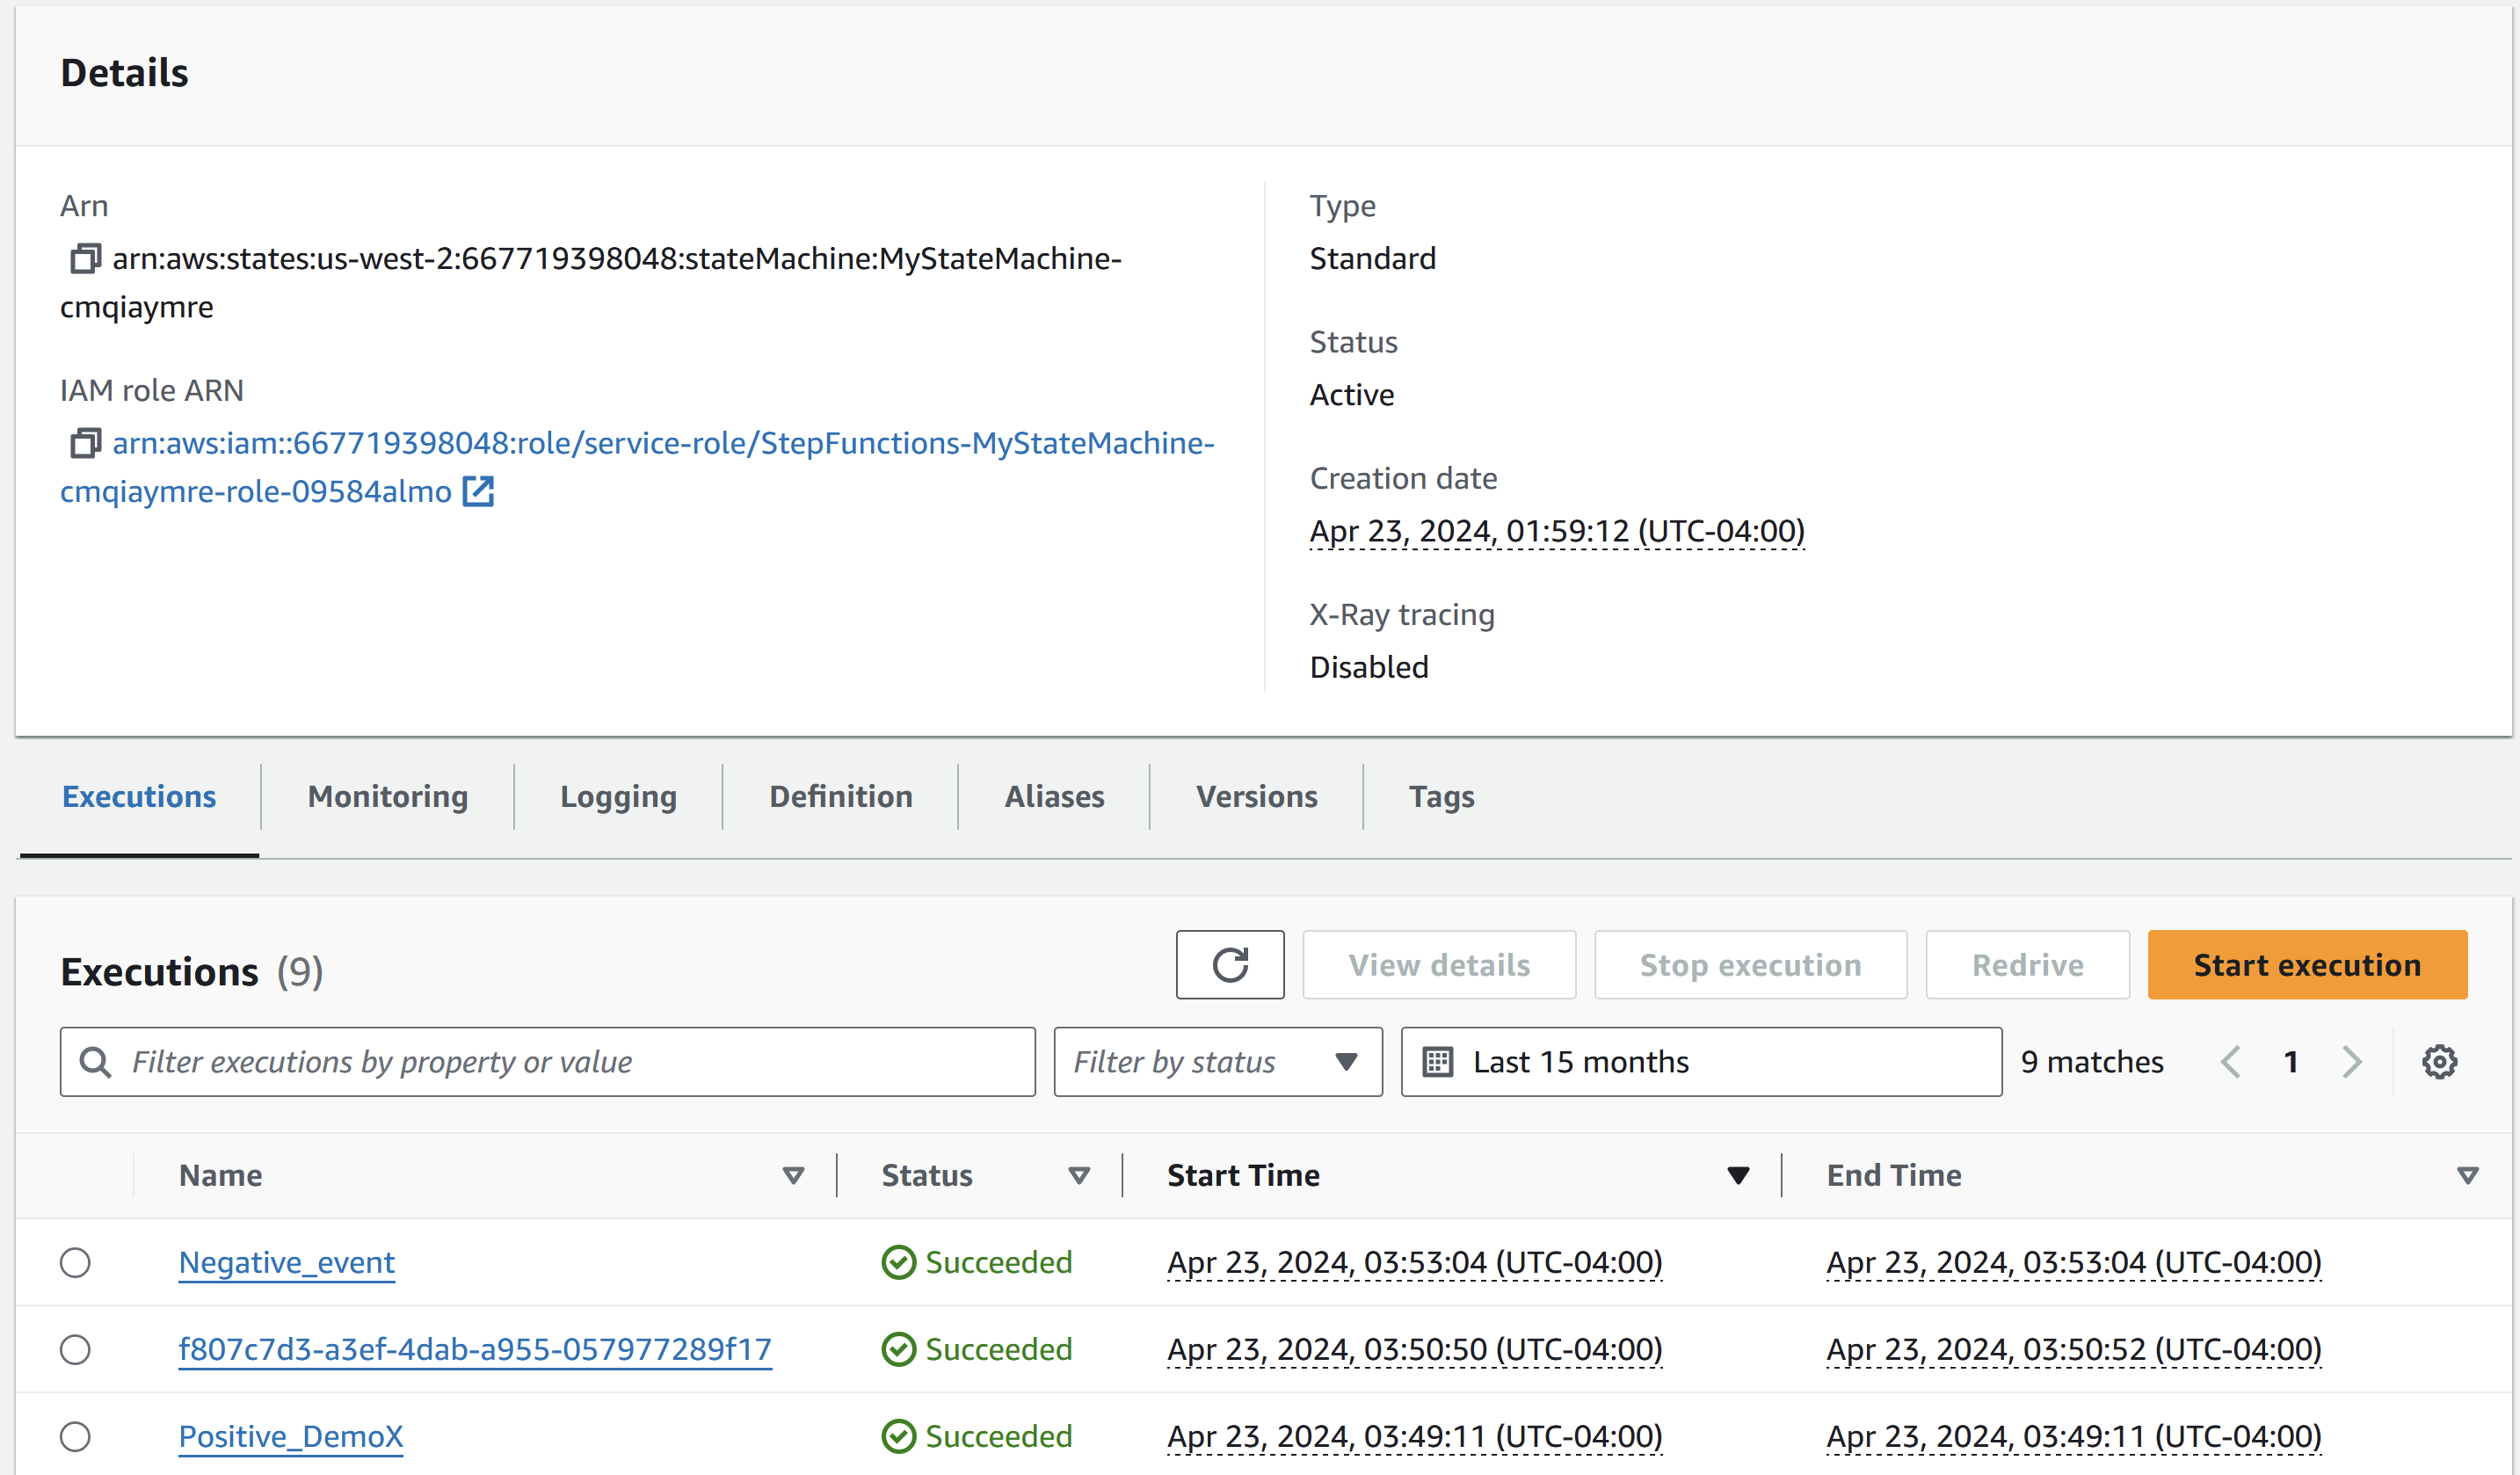 Details
Arn
arn:aws:states:us-west-2:667719398048:stateMachine:MyStateMachine-
cmqiaymre
IAM role ARN
arn:aws:iam::667719398048:role/service-role/StepFunctions-MyStateMachine-
cmqiaymre-role-09584almo
Type
Standard
Status
Active
Creation date
Apr 23, 2024, 01:59:12 (UTC-04:00)
X-Ray tracing
Disabled
Executions Monitoring Logging Definition Aliases Versions Tags
Executions (9) View details Stop execution Redrive Start execution
Filter executions by property or value Filter by status Last 15 months 9 matches 1
Name Status Start Time End Time
Negative_event Succeeded Apr 23, 2024, 03:53:04 (UTC-04:00) Apr 23, 2024, 03:53:04 (UTC-04:00)
f807c7d3-a3ef-4dab-a955-057977289f17 Succeeded Apr 23, 2024, 03:50:50 (UTC-04:00) Apr 23, 2024, 03:50:52 (UTC-04:00)
Positive_DemoX Succeeded Apr 23, 2024, 03:49:11 (UTC-04:00) Apr 23, 2024, 03:49:11 (UTC-04:00)